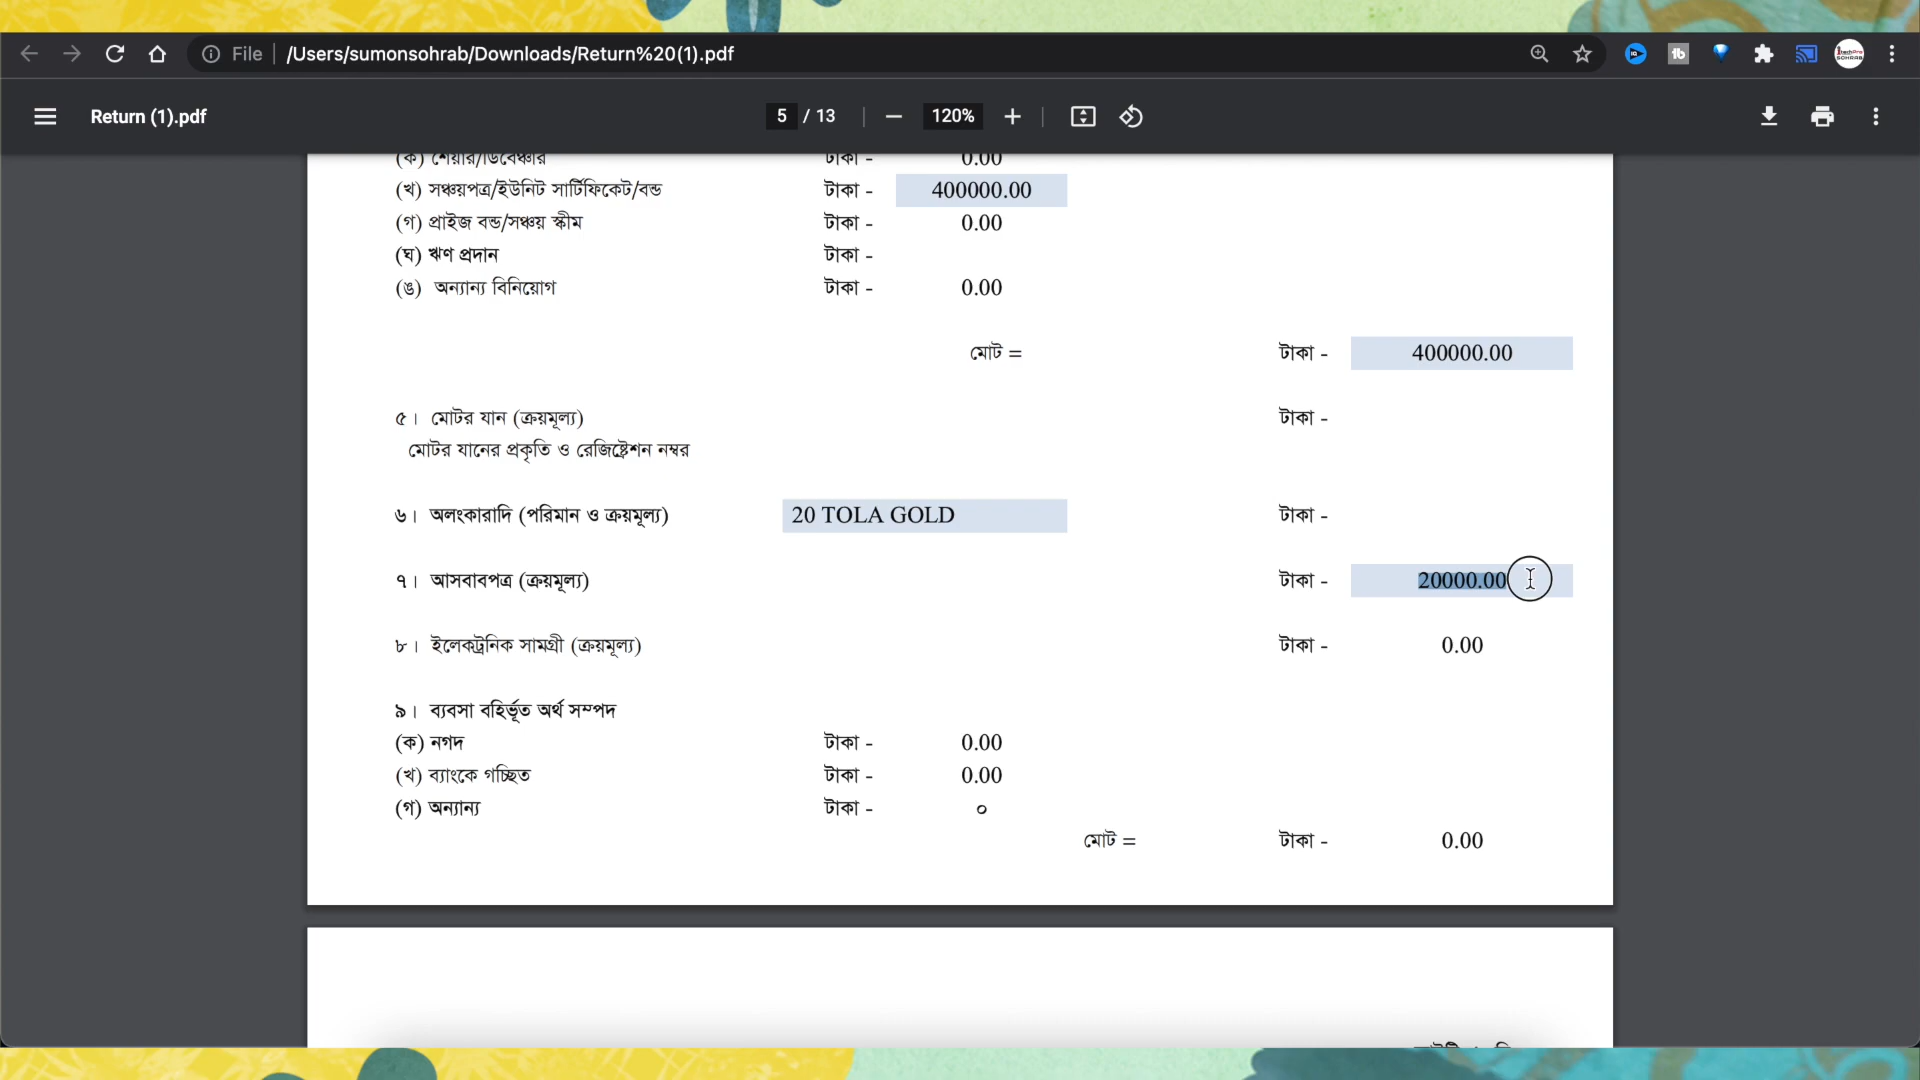 File
/Users/sumonsohrab/Downloads/Return%20(1).pdf
Return (1).pdf
5 / 13
120%
(ক) শেয়ার/ডিবেঞ্চার টাকা - 0.00
(খ) সঞ্চয়পত্র/ইউনিট সার্টিফিকেট/বন্ড টাকা - 400000.00
(গ) প্রাইজ বন্ড/সঞ্চয় স্কীম টাকা - 0.00
(ঘ) ঋণ প্রদান টাকা -
(ঙ) অন্যান্য বিনিয়োগ টাকা - 0.00
মোট = টাকা - 400000.00
৫। মোটর যান (ক্রয়মূল্য) টাকা -
মোটর যানের প্রকৃতি ও রেজিষ্ট্রেশন নম্বর
৬। অলংকারাদি (পরিমান ও ক্রয়মূল্য) 20 TOLA GOLD টাকা -
৭। আসবাবপত্র (ক্রয়মূল্য) টাকা - 20000.00
৮। ইলেকট্রনিক সামগ্রী (ক্রয়মূল্য) টাকা - 0.00
৯। ব্যবসা বহির্ভূত অর্থ সম্পদ
(ক) নগদ টাকা - 0.00
(খ) ব্যাংকে গচ্ছিত টাকা - 0.00
(গ) অন্যান্য টাকা - ০
মোট = টাকা - 0.00